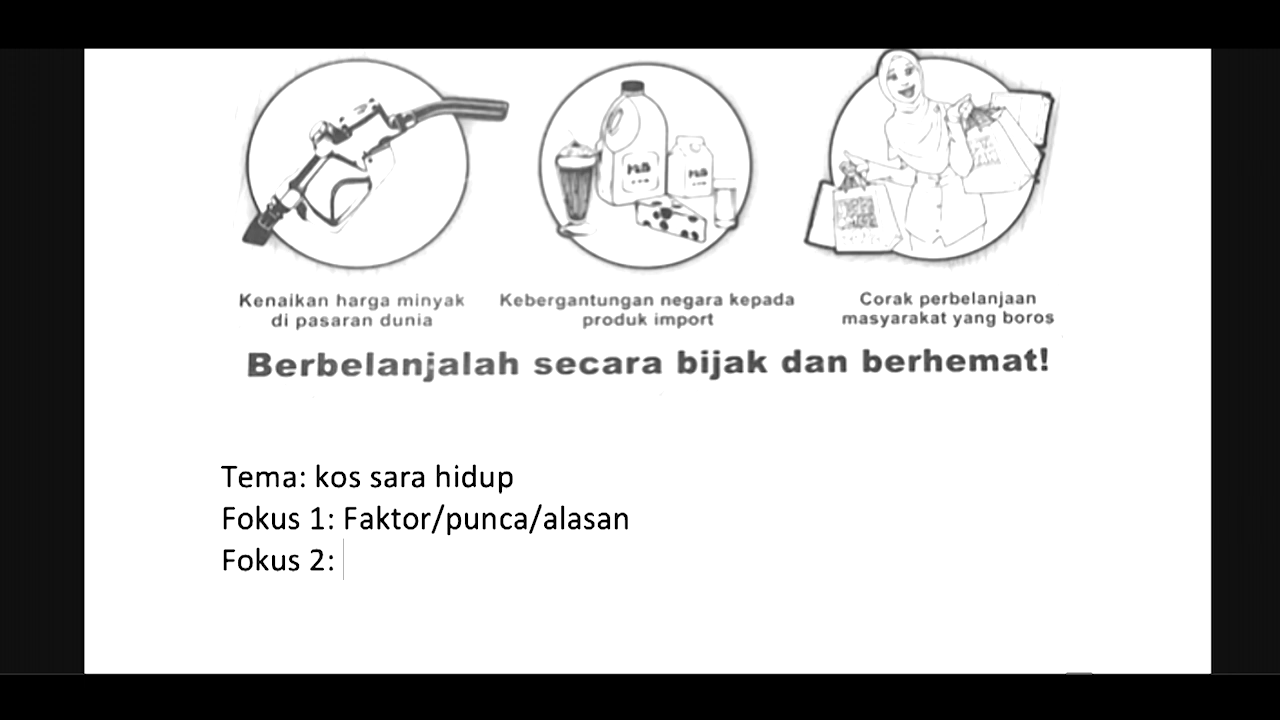 Kenaikan harga minyak
di pasaran dunia
Kebergantungan negara kepada
produk import
Corak perbelanjaan
masyarakat yang boros
Berbelanjalah secara bijak dan berhemat!
Tema: kos sara hidup
Fokus 1: Faktor/punca/alasan
Fokus 2: